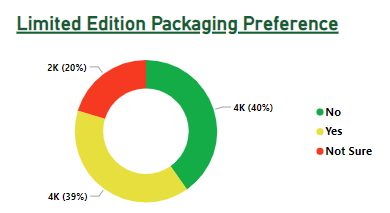 Limited Edition Packaging Preference
2K (20%)
4K (40%)
No
Yes
Not Sure
4K (39%)